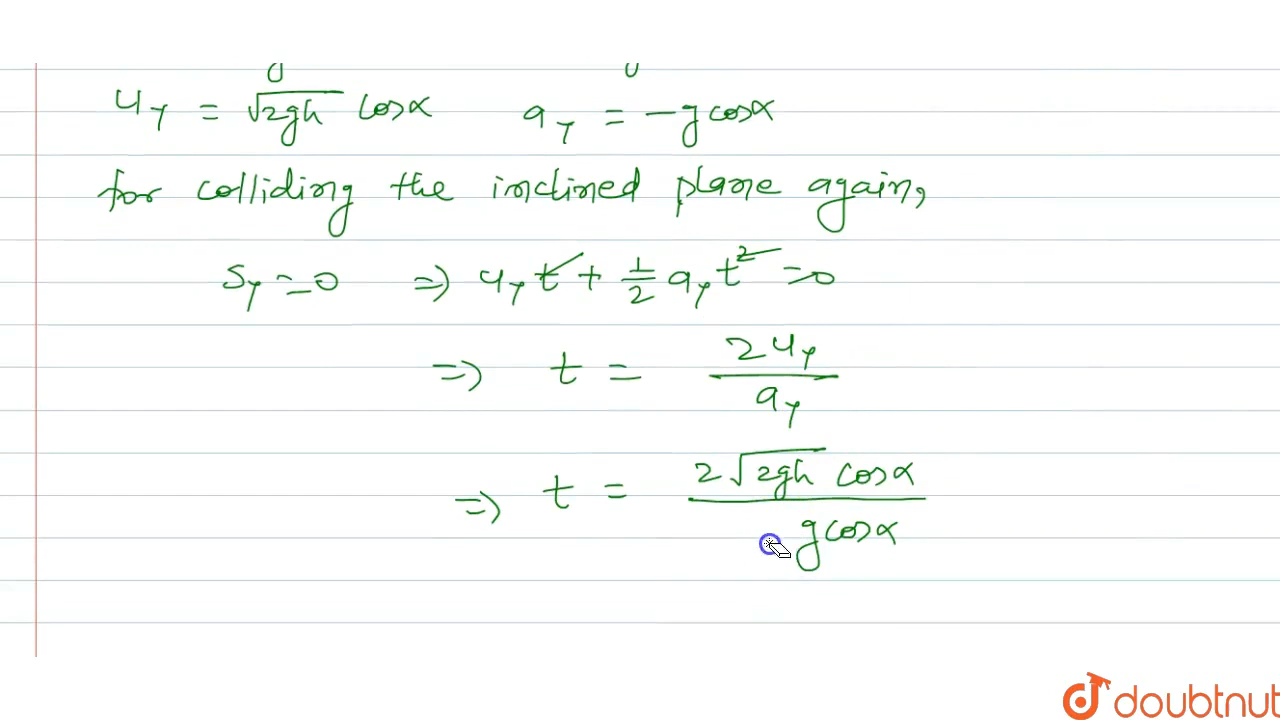 u_y = √2gh cosα a_y = -g cosα
for colliding the inclined plane again,
S_y = 0 ⇒ u_y t + 1/2 a_y t² = 0
⇒ t = 2u_y / a_y
⇒ t = 2√2gh cosα / g cosα
doubtnut